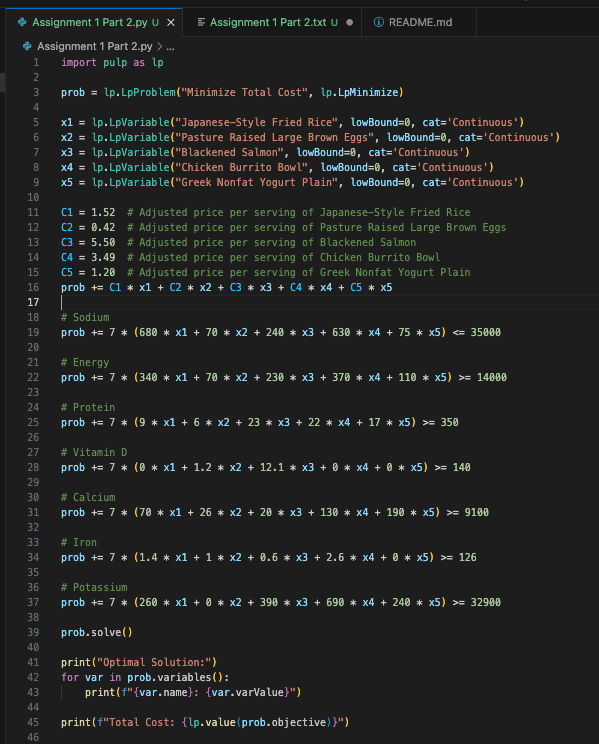 Assignment 1 Part 2.py U × Assignment 1 Part 2.txt U ● README.md
Assignment 1 Part 2.py > ...
1 import pulp as lp
2
3 prob = lp.LpProblem("Minimize Total Cost", lp.LpMinimize)
4
5 x1 = lp.LpVariable("Japanese-Style Fried Rice", lowBound=0, cat='Continuous')
6 x2 = lp.LpVariable("Pasture Raised Large Brown Eggs", lowBound=0, cat='Continuous')
7 x3 = lp.LpVariable("Blackened Salmon", lowBound=0, cat='Continuous')
8 x4 = lp.LpVariable("Chicken Burrito Bowl", lowBound=0, cat='Continuous')
9 x5 = lp.LpVariable("Greek Nonfat Yogurt Plain", lowBound=0, cat='Continuous')
10
11 C1 = 1.52 # Adjusted price per serving of Japanese-Style Fried Rice
12 C2 = 0.42 # Adjusted price per serving of Pasture Raised Large Brown Eggs
13 C3 = 5.50 # Adjusted price per serving of Blackened Salmon
14 C4 = 3.49 # Adjusted price per serving of Chicken Burrito Bowl
15 C5 = 1.20 # Adjusted price per serving of Greek Nonfat Yogurt Plain
16 prob += C1 * x1 + C2 * x2 + C3 * x3 + C4 * x4 + C5 * x5
17
18 # Sodium
19 prob += 7 * (680 * x1 + 70 * x2 + 240 * x3 + 630 * x4 + 75 * x5) <= 35000
20
21 # Energy
22 prob += 7 * (340 * x1 + 70 * x2 + 230 * x3 + 370 * x4 + 110 * x5) >= 14000
23
24 # Protein
25 prob += 7 * (9 * x1 + 6 * x2 + 23 * x3 + 22 * x4 + 17 * x5) >= 350
26
27 # Vitamin D
28 prob += 7 * (0 * x1 + 1.2 * x2 + 12.1 * x3 + 0 * x4 + 0 * x5) >= 140
29
30 # Calcium
31 prob += 7 * (70 * x1 + 26 * x2 + 20 * x3 + 130 * x4 + 190 * x5) >= 9100
32
33 # Iron
34 prob += 7 * (1.4 * x1 + 1 * x2 + 0.6 * x3 + 2.6 * x4 + 0 * x5) >= 126
35
36 # Potassium
37 prob += 7 * (260 * x1 + 0 * x2 + 390 * x3 + 690 * x4 + 240 * x5) >= 32900
38
39 prob.solve()
40
41 print("Optimal Solution:")
42 for var in prob.variables():
43 print(f"{var.name}: {var.varValue}")
44
45 print(f"Total Cost: {lp.value(prob.objective)}")
46